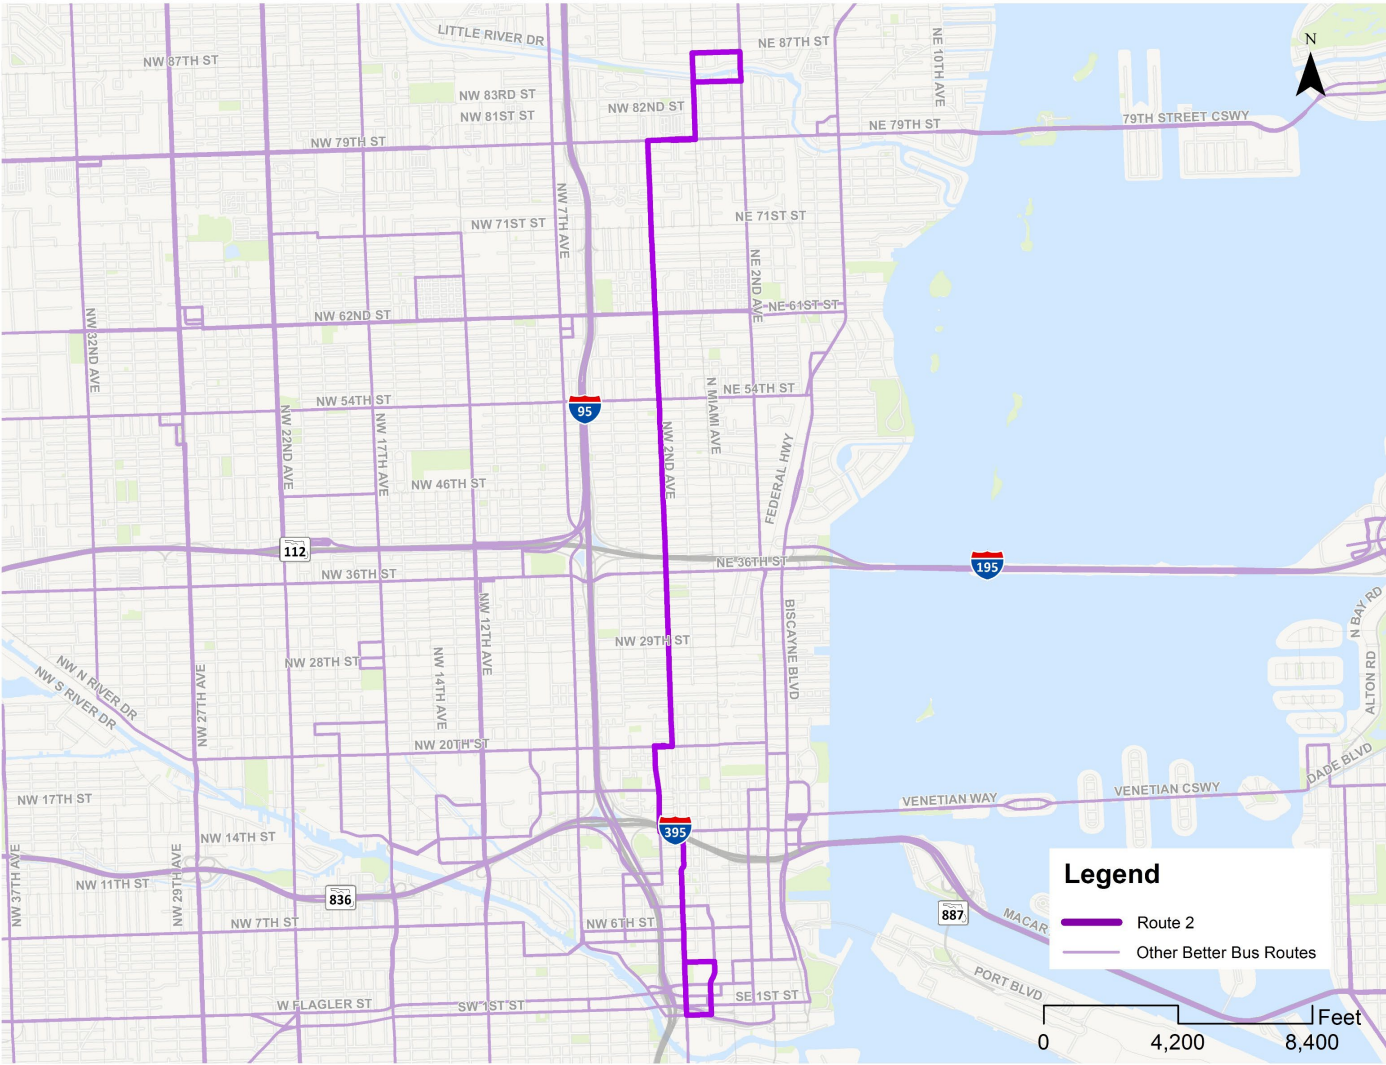 LITTLE RIVER DR
NE 87TH ST
NE 10TH AVE
N
NW 87TH ST
NW 83RD ST
NW 82ND ST
NW 81ST ST
79TH STREET CSWY
NE 79TH ST
NW 79TH ST
NW 7TH AVE
NW 71ST ST
NE 71ST ST
NE 2ND AVE
NE 61ST ST
NW 62ND ST
NW 32ND AVE
NE 54TH ST
NW 54TH ST
95
N MIAMI AVE
NW 22ND AVE
NW 17TH AVE
NW 2ND AVE
FEDERAL HWY
NW 46TH ST
112
NE 36TH ST
195
NW 36TH ST
NW 12TH AVE
BISCAYNE BLVD
N BAY RD
NW 29TH ST
NW 28TH ST
NW N RIVER DR
NW S RIVER DR
NW 14TH AVE
NW 27TH AVE
ALTON RD
NW 20TH ST
DADE BLVD
VENETIAN CSWY
VENETIAN WAY
NW 17TH ST
395
NW 14TH ST
NW 37TH AVE
NW 29TH AVE
NW 11TH ST
836
887
MACAR
NW 7TH ST
NW 6TH ST
PORT BLVD
SE 1ST ST
W FLAGLER ST
SW 1ST ST
Legend
Route 2
Other Better Bus Routes
Feet
0 4,200 8,400